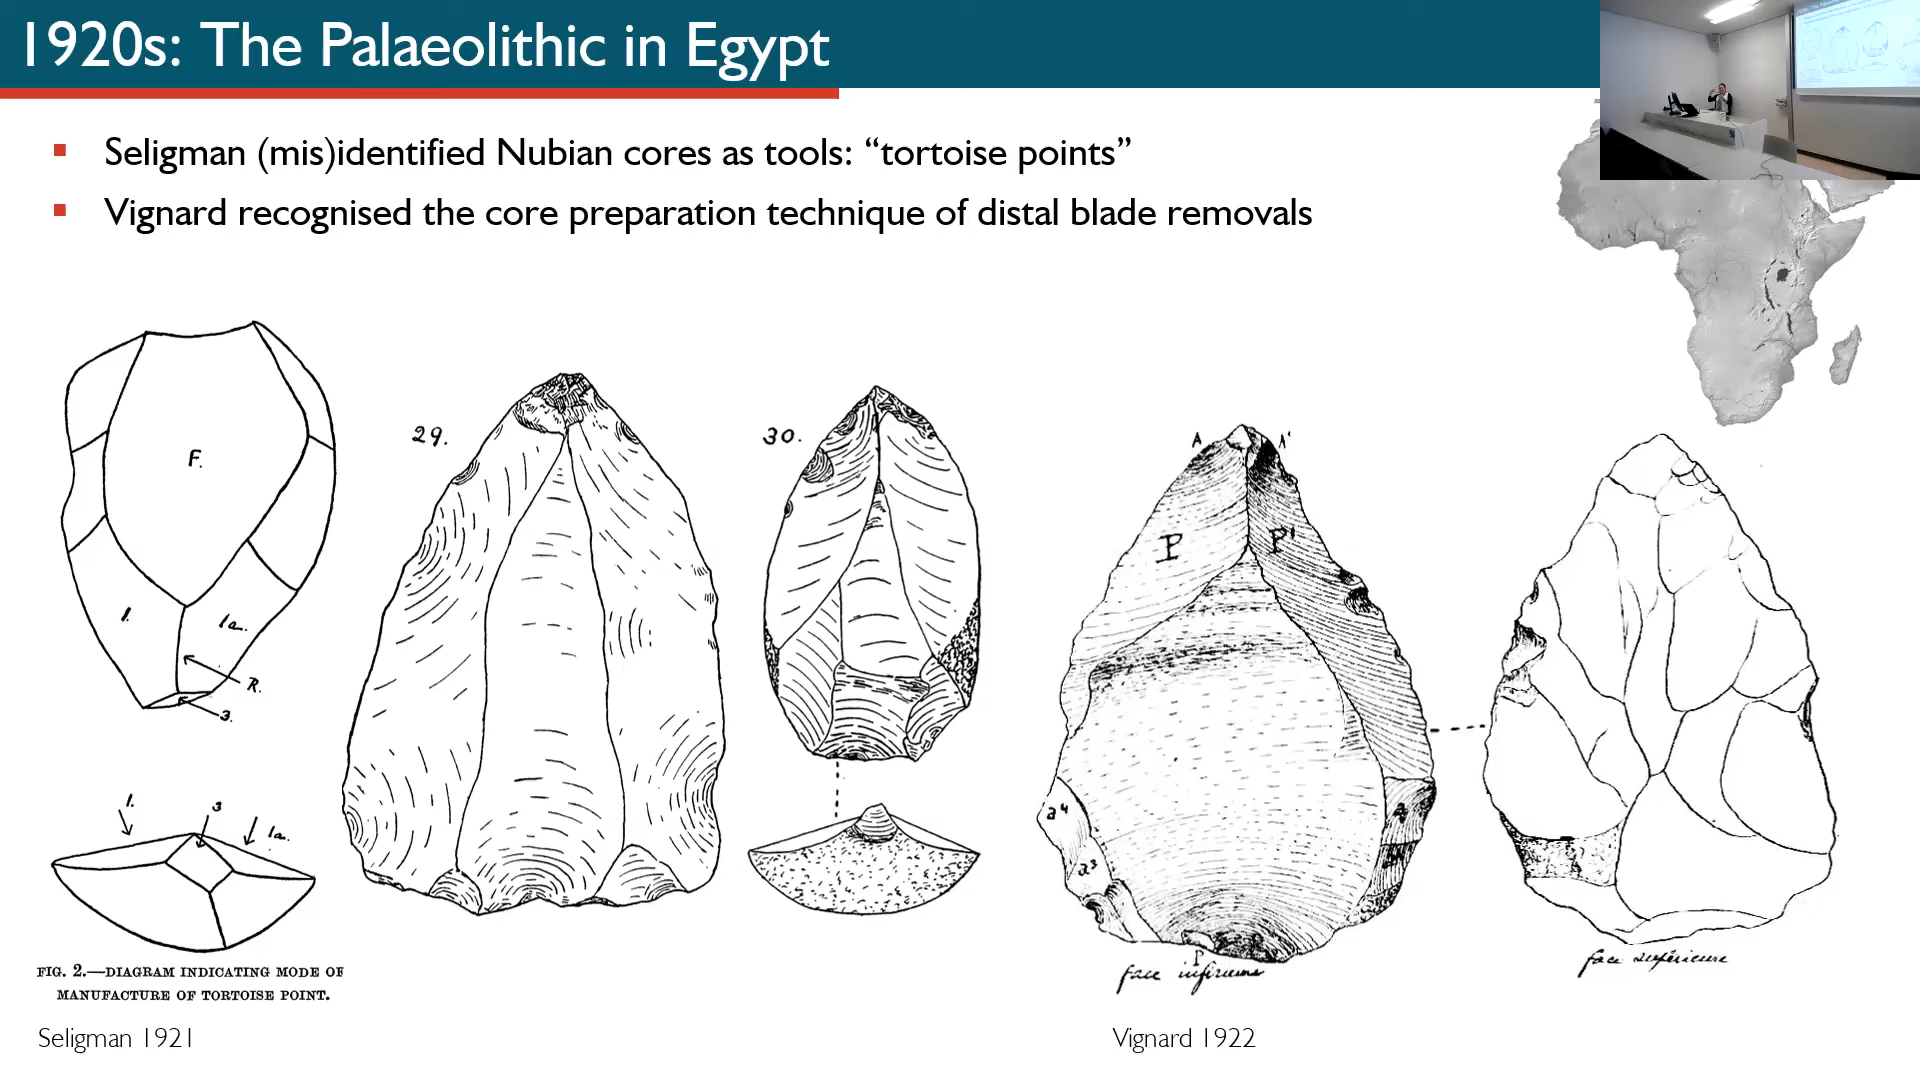 1920s: The Palaeolithic in Egypt
Seligman (mis)identified Nubian cores as tools: “tortoise points”
Vignard recognised the core preparation technique of distal blade removals
F.
1.
1a.
R.
3.
1.
3
1a.
FIG. 2.—DIAGRAM INDICATING MODE OF
MANUFACTURE OF TORTOISE POINT.
Seligman 1921
29.
30.
A
A'
P
P'
a⁴
a³
a
P
face inférieure
face supérieure
Vignard 1922